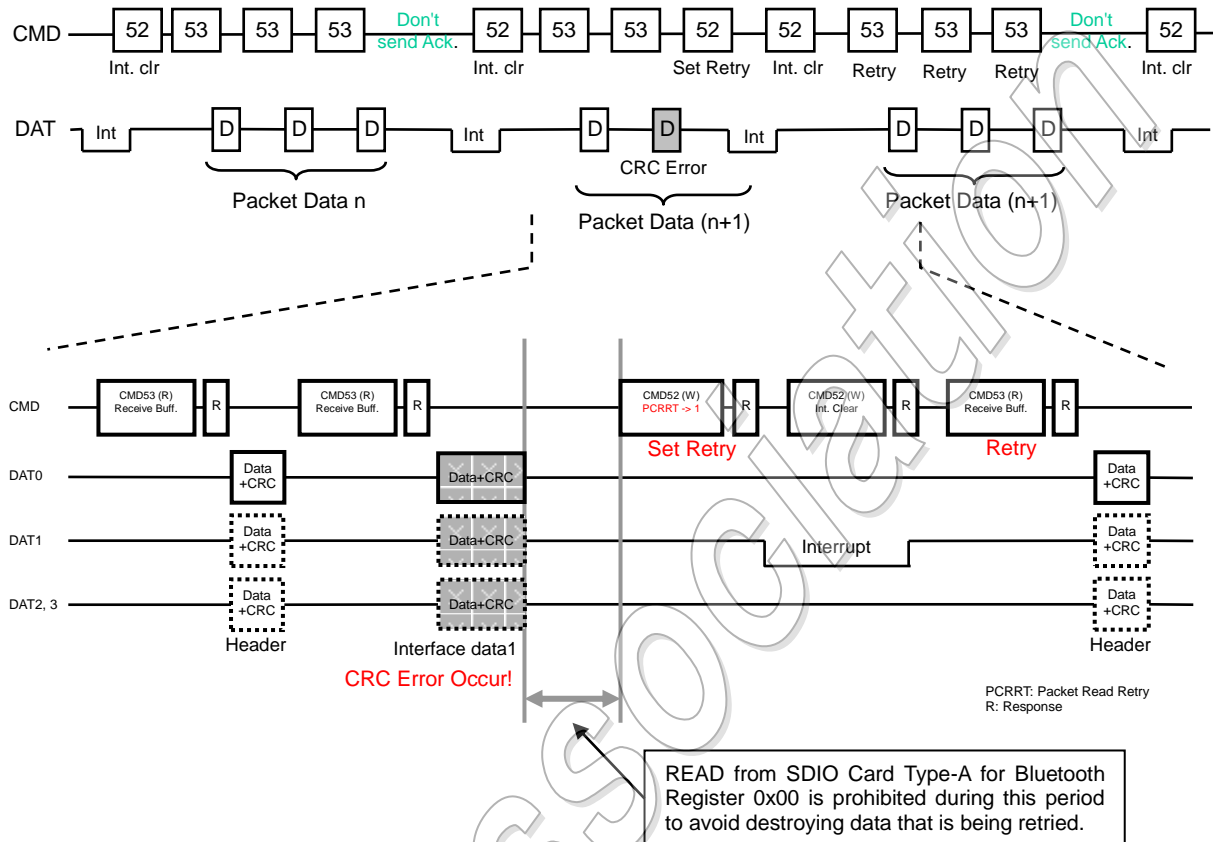 CMD 52 53 53 53 Don't send Ack. 52 53 53 52 52 53 53 53 Don't send Ack. 52
Int. clr Int. clr Set Retry Int. clr Retry Retry Retry Int. clr
DAT Int D D D Int D D Int D D D Int
CRC Error
Packet Data n Packet Data (n+1) Packet Data (n+1)
CMD
CMD53 (R)
Receive Buff.
R
CMD53 (R)
Receive Buff.
R
CMD52 (W)
PCRRT -> 1
R
CMD52 (W)
Int. Clear
R
CMD53 (R)
Receive Buff.
R
Set Retry Retry
DAT0
Data
+CRC
Data+CRC
Data
+CRC
DAT1
Data
+CRC
Data+CRC
Interrupt
Data
+CRC
DAT2, 3
Data
+CRC
Data+CRC
Data
+CRC
Header Interface data1 Header
CRC Error Occur!
PCRRT: Packet Read Retry
R: Response
READ from SDIO Card Type-A for Bluetooth
Register 0x00 is prohibited during this period
to avoid destroying data that is being retried.
ssociation